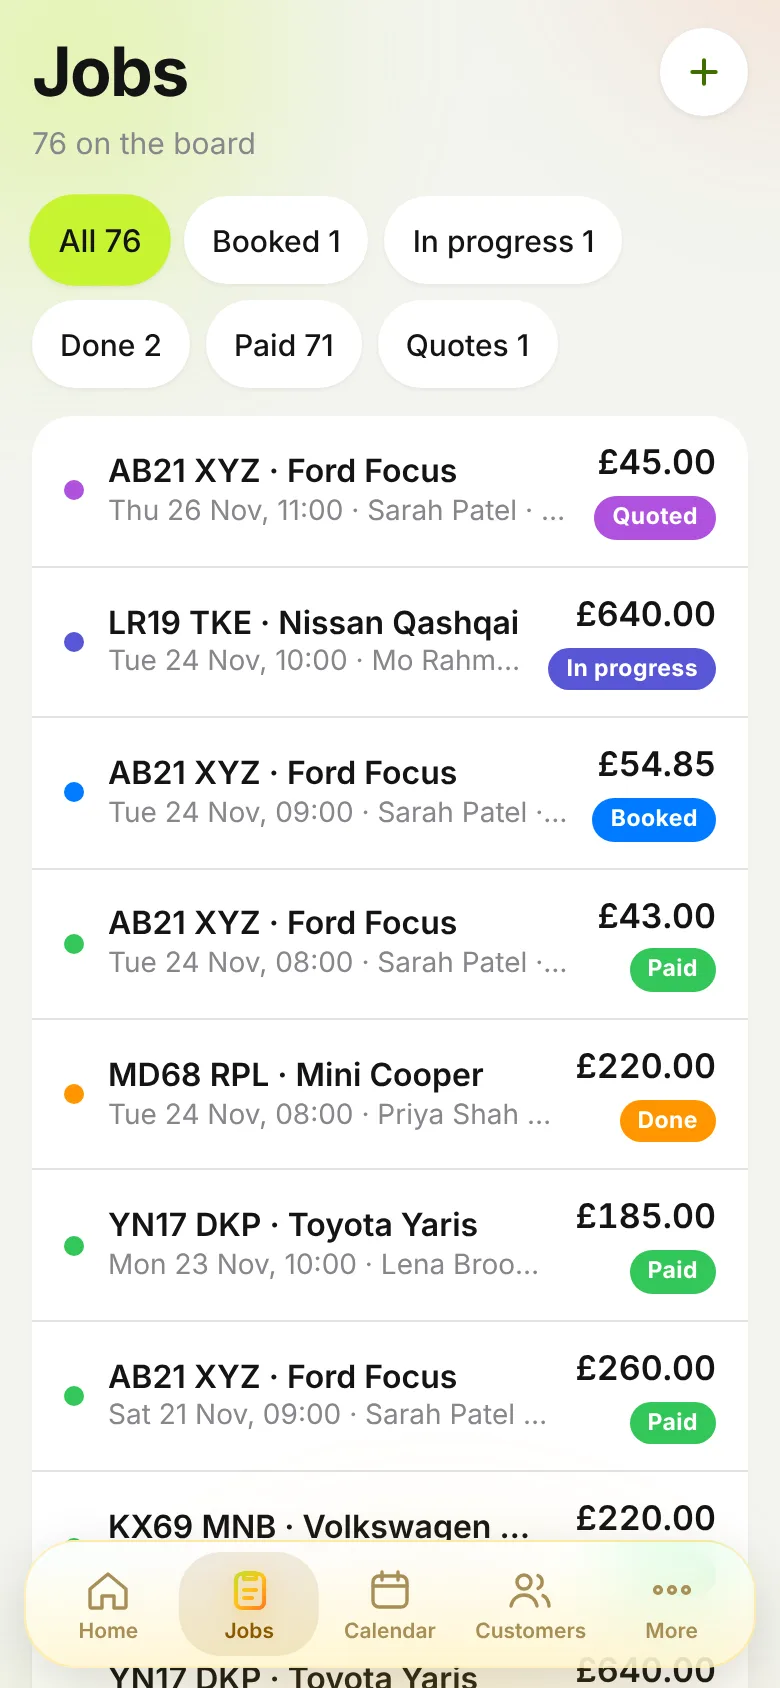 Jobs
76 on the board
All 76
Booked 1
In progress 1
Done 2
Paid 71
Quotes 1
AB21 XYZ · Ford Focus
£45.00
Thu 26 Nov, 11:00 · Sarah Patel · ...
Quoted
LR19 TKE · Nissan Qashqai
£640.00
Tue 24 Nov, 10:00 · Mo Rahm...
In progress
AB21 XYZ · Ford Focus
£54.85
Tue 24 Nov, 09:00 · Sarah Patel ·...
Booked
AB21 XYZ · Ford Focus
£43.00
Tue 24 Nov, 08:00 · Sarah Patel ·...
Paid
MD68 RPL · Mini Cooper
£220.00
Tue 24 Nov, 08:00 · Priya Shah ...
Done
YN17 DKP · Toyota Yaris
£185.00
Mon 23 Nov, 10:00 · Lena Broo...
Paid
AB21 XYZ · Ford Focus
£260.00
Sat 21 Nov, 09:00 · Sarah Patel ...
Paid
KX69 MNB · Volkswagen ...
£220.00
Home
Jobs
Calendar
Customers
More
YN17 DKP · Toyota Yaris
£640.00